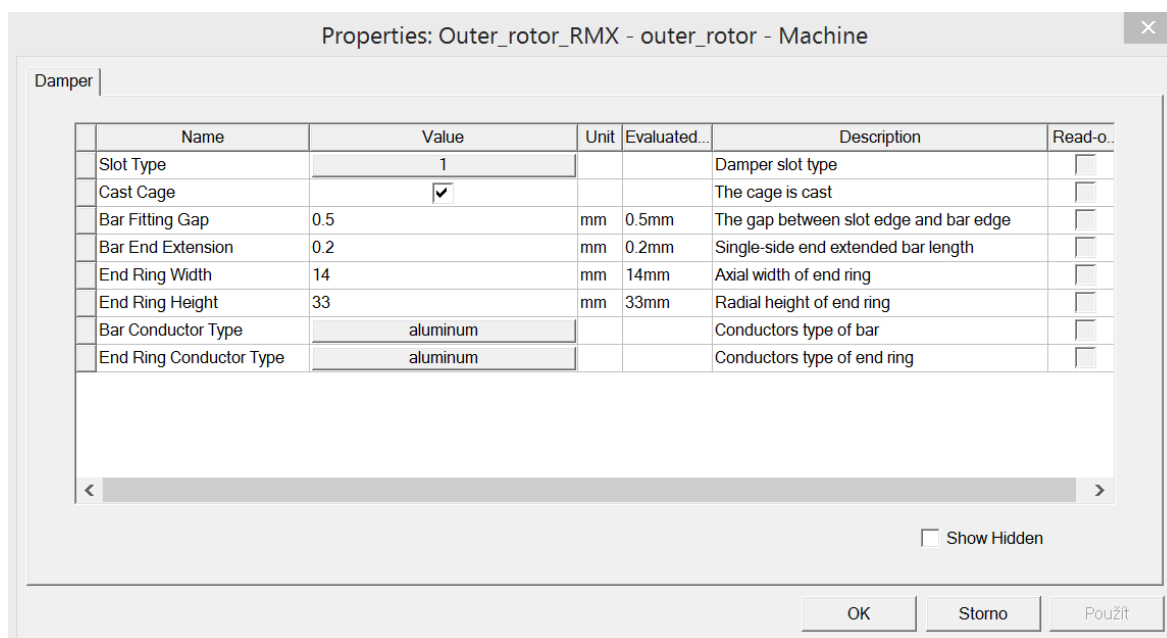 Properties: Outer_rotor_RMX - outer_rotor - Machine
Damper
Name Value Unit Evaluated... Description Read-o..
Slot Type 1 Damper slot type
Cast Cage The cage is cast
Bar Fitting Gap 0.5 mm 0.5mm The gap between slot edge and bar edge
Bar End Extension 0.2 mm 0.2mm Single-side end extended bar length
End Ring Width 14 mm 14mm Axial width of end ring
End Ring Height 33 mm 33mm Radial height of end ring
Bar Conductor Type aluminum Conductors type of bar
End Ring Conductor Type aluminum Conductors type of end ring
Show Hidden
OK Storno Použít